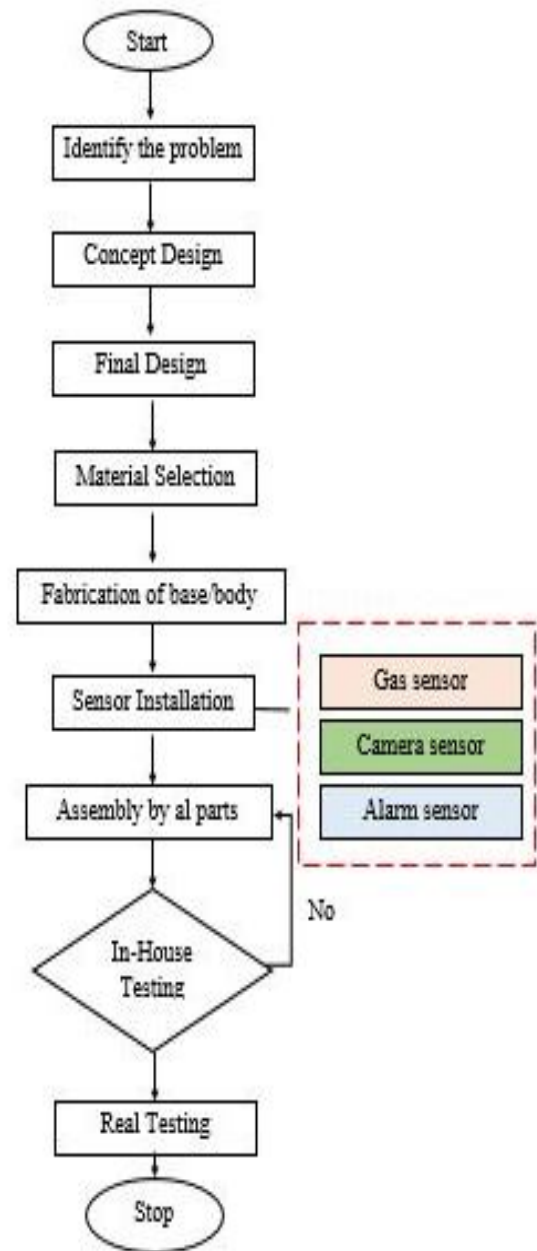 Start
Identify the problem
Concept Design
Final Design
Material Selection
Fabrication of base/body
Sensor Installation
Gas sensor
Camera sensor
Alarm sensor
Assembly by al parts
No
In-House
Testing
Real Testing
Stop